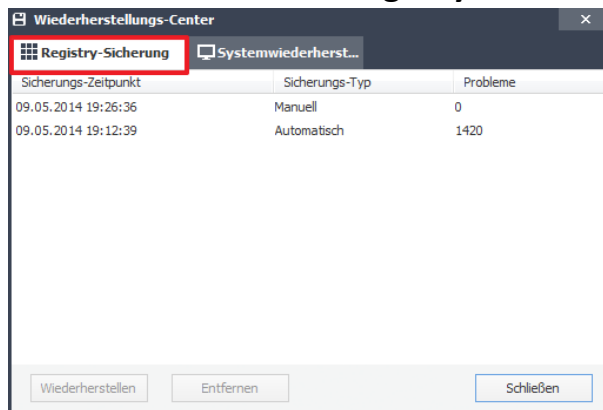 Wiederherstellungs-Center
Registry-Sicherung Systemwiederherst...
Sicherungs-Zeitpunkt Sicherungs-Typ Probleme
09.05.2014 19:26:36 Manuell 0
09.05.2014 19:12:39 Automatisch 1420
Wiederherstellen Entfernen Schließen